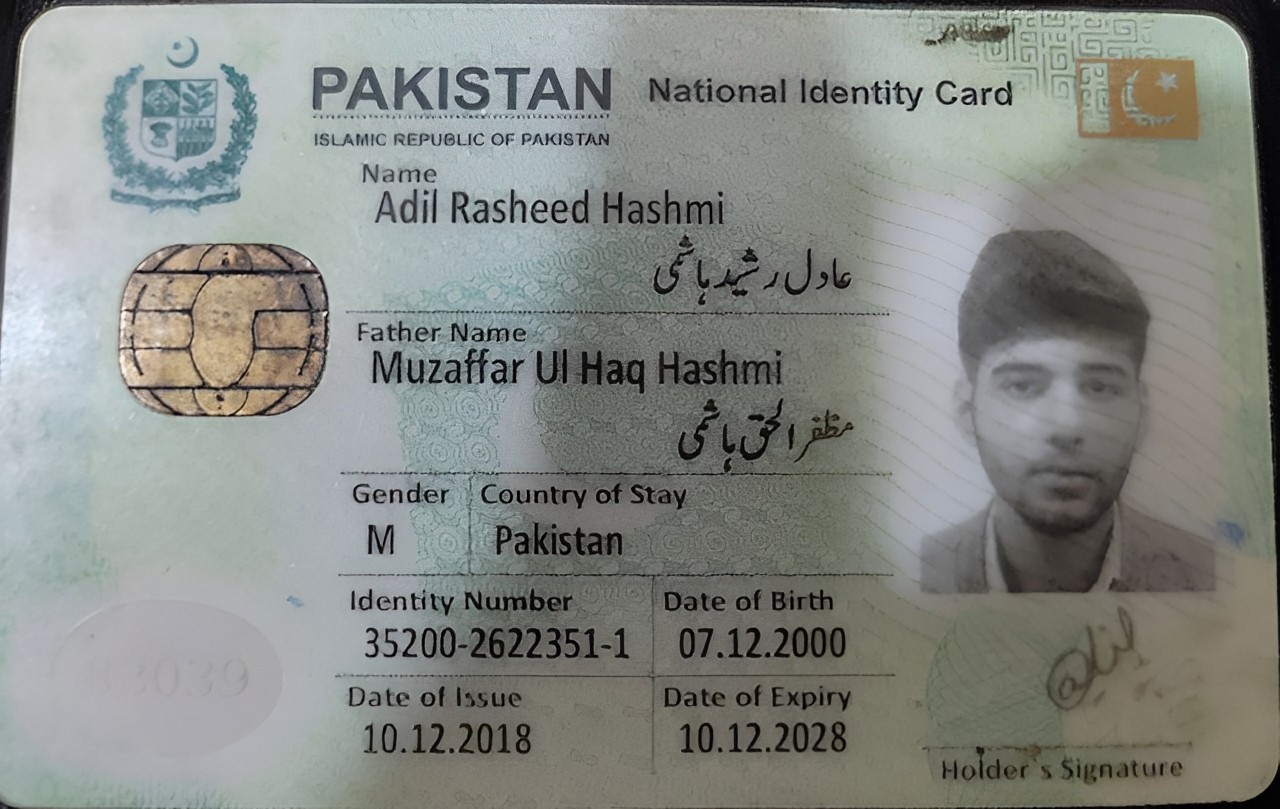 PAKISTAN National Identity Card
ISLAMIC REPUBLIC OF PAKISTAN
Name
Adil Rasheed Hashmi
عادل رشید ہاشمی
Father Name
Muzaffar Ul Haq Hashmi
مظفر الحق ہاشمی
Gender Country of Stay
M Pakistan
Identity Number Date of Birth
35200-2622351-1 07.12.2000
Date of Issue Date of Expiry
10.12.2018 10.12.2028
Adil
Holder's Signature